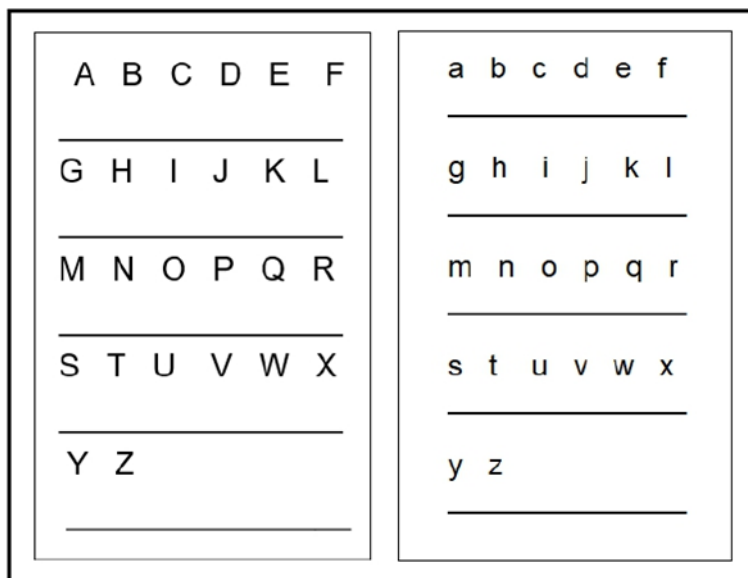 A B C D E F
G H I J K L
M N O P Q R
S T U V W X
Y Z
a b c d e f
g h i j k l
m n o p q r
s t u v w x
y z